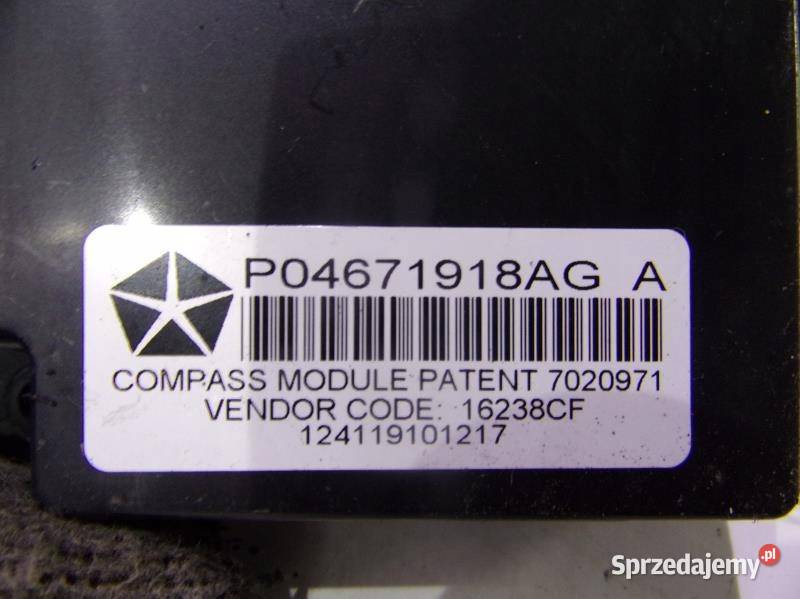 P04671918AG A
COMPASS MODULE PATENT 7020971
VENDOR CODE: 16238CF
124119101217
Sprzedajemy.pl